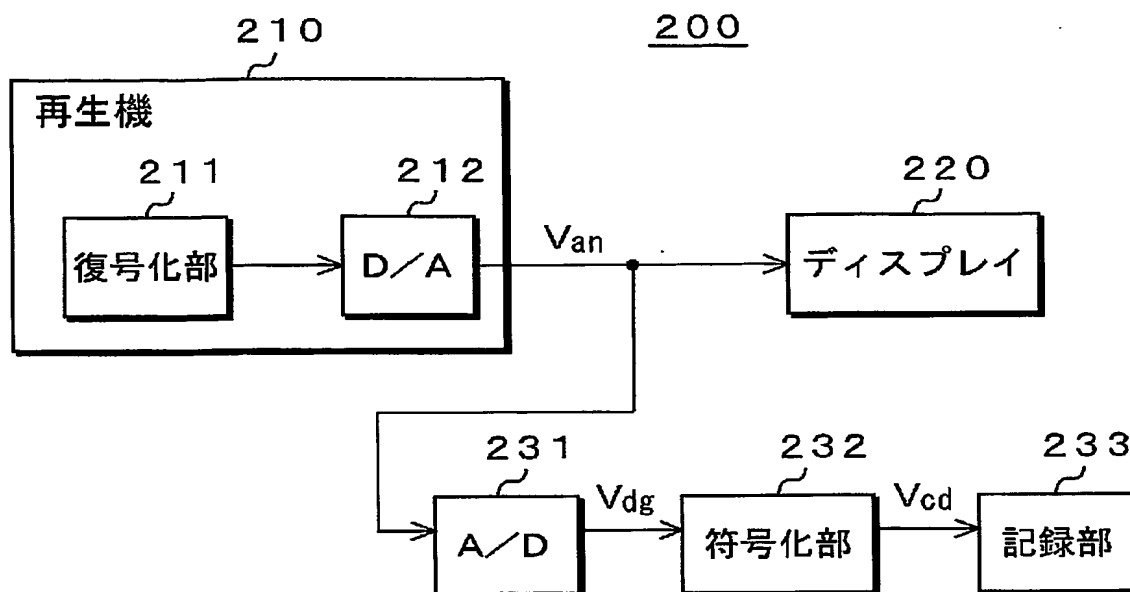 210
200
再生機
211
212
220
復号化部
D/A
Van
ディスプレイ
231
232
233
A/D
Vdg
符号化部
Vcd
記録部